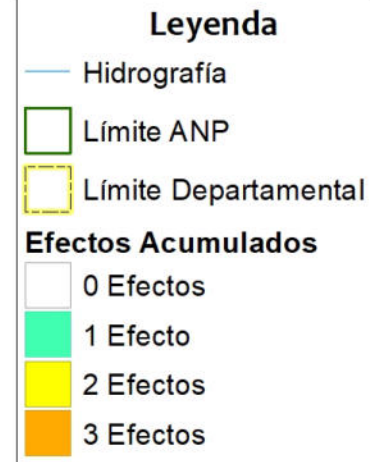 Leyenda
Hidrografía
Límite ANP
Límite Departamental
Efectos Acumulados
0 Efectos
1 Efecto
2 Efectos
3 Efectos